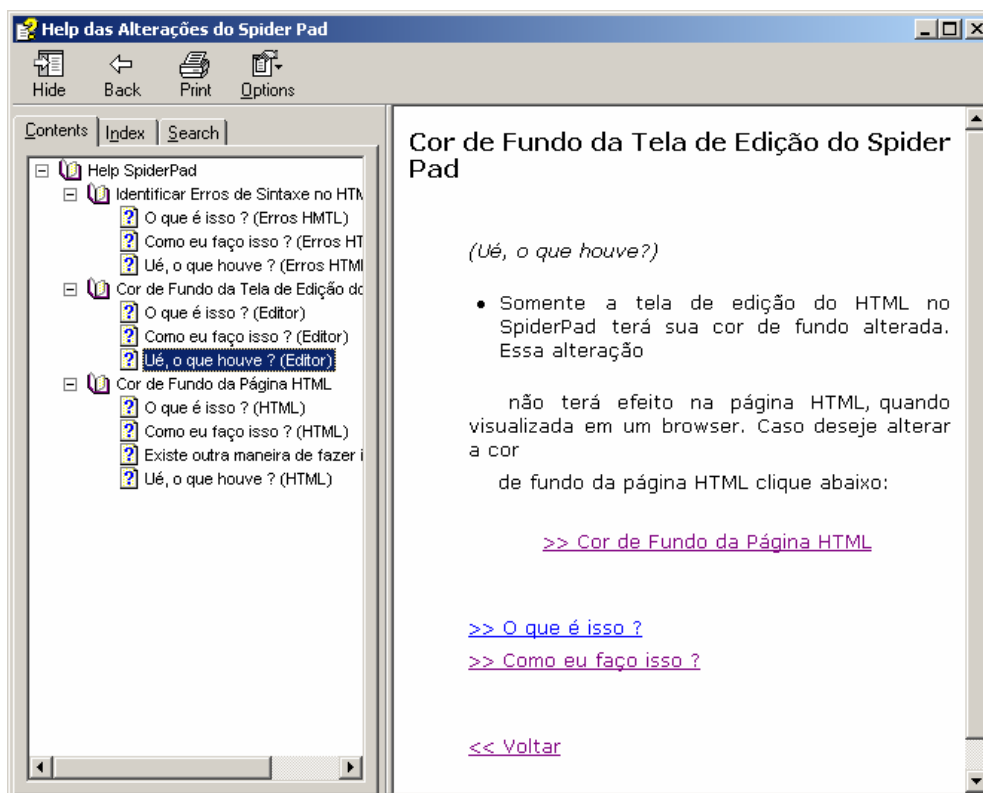 Help das Alterações do Spider Pad
Hide Back Print Options
Contents Index Search
Help SpiderPad
Identificar Erros de Sintaxe no HTM
O que é isso ? (Erros HMTL)
Como eu faço isso ? (Erros HT
Ué, o que houve ? (Erros HTMI
Cor de Fundo da Tela de Edição do
O que é isso ? (Editor)
Como eu faço isso ? (Editor)
Ué, o que houve ? (Editor)
Cor de Fundo da Página HTML
O que é isso ? (HTML)
Como eu faço isso ? (HTML)
Existe outra maneira de fazer i
Ué, o que houve ? (HTML)
Cor de Fundo da Tela de Edição do Spider
Pad
(Ué, o que houve?)
• Somente a tela de edição do HTML no
SpiderPad terá sua cor de fundo alterada.
Essa alteração
não terá efeito na página HTML, quando
visualizada em um browser. Caso deseje alterar
a cor
de fundo da página HTML clique abaixo:
>> Cor de Fundo da Página HTML
>> O que é isso ?
>> Como eu faço isso ?
<< Voltar